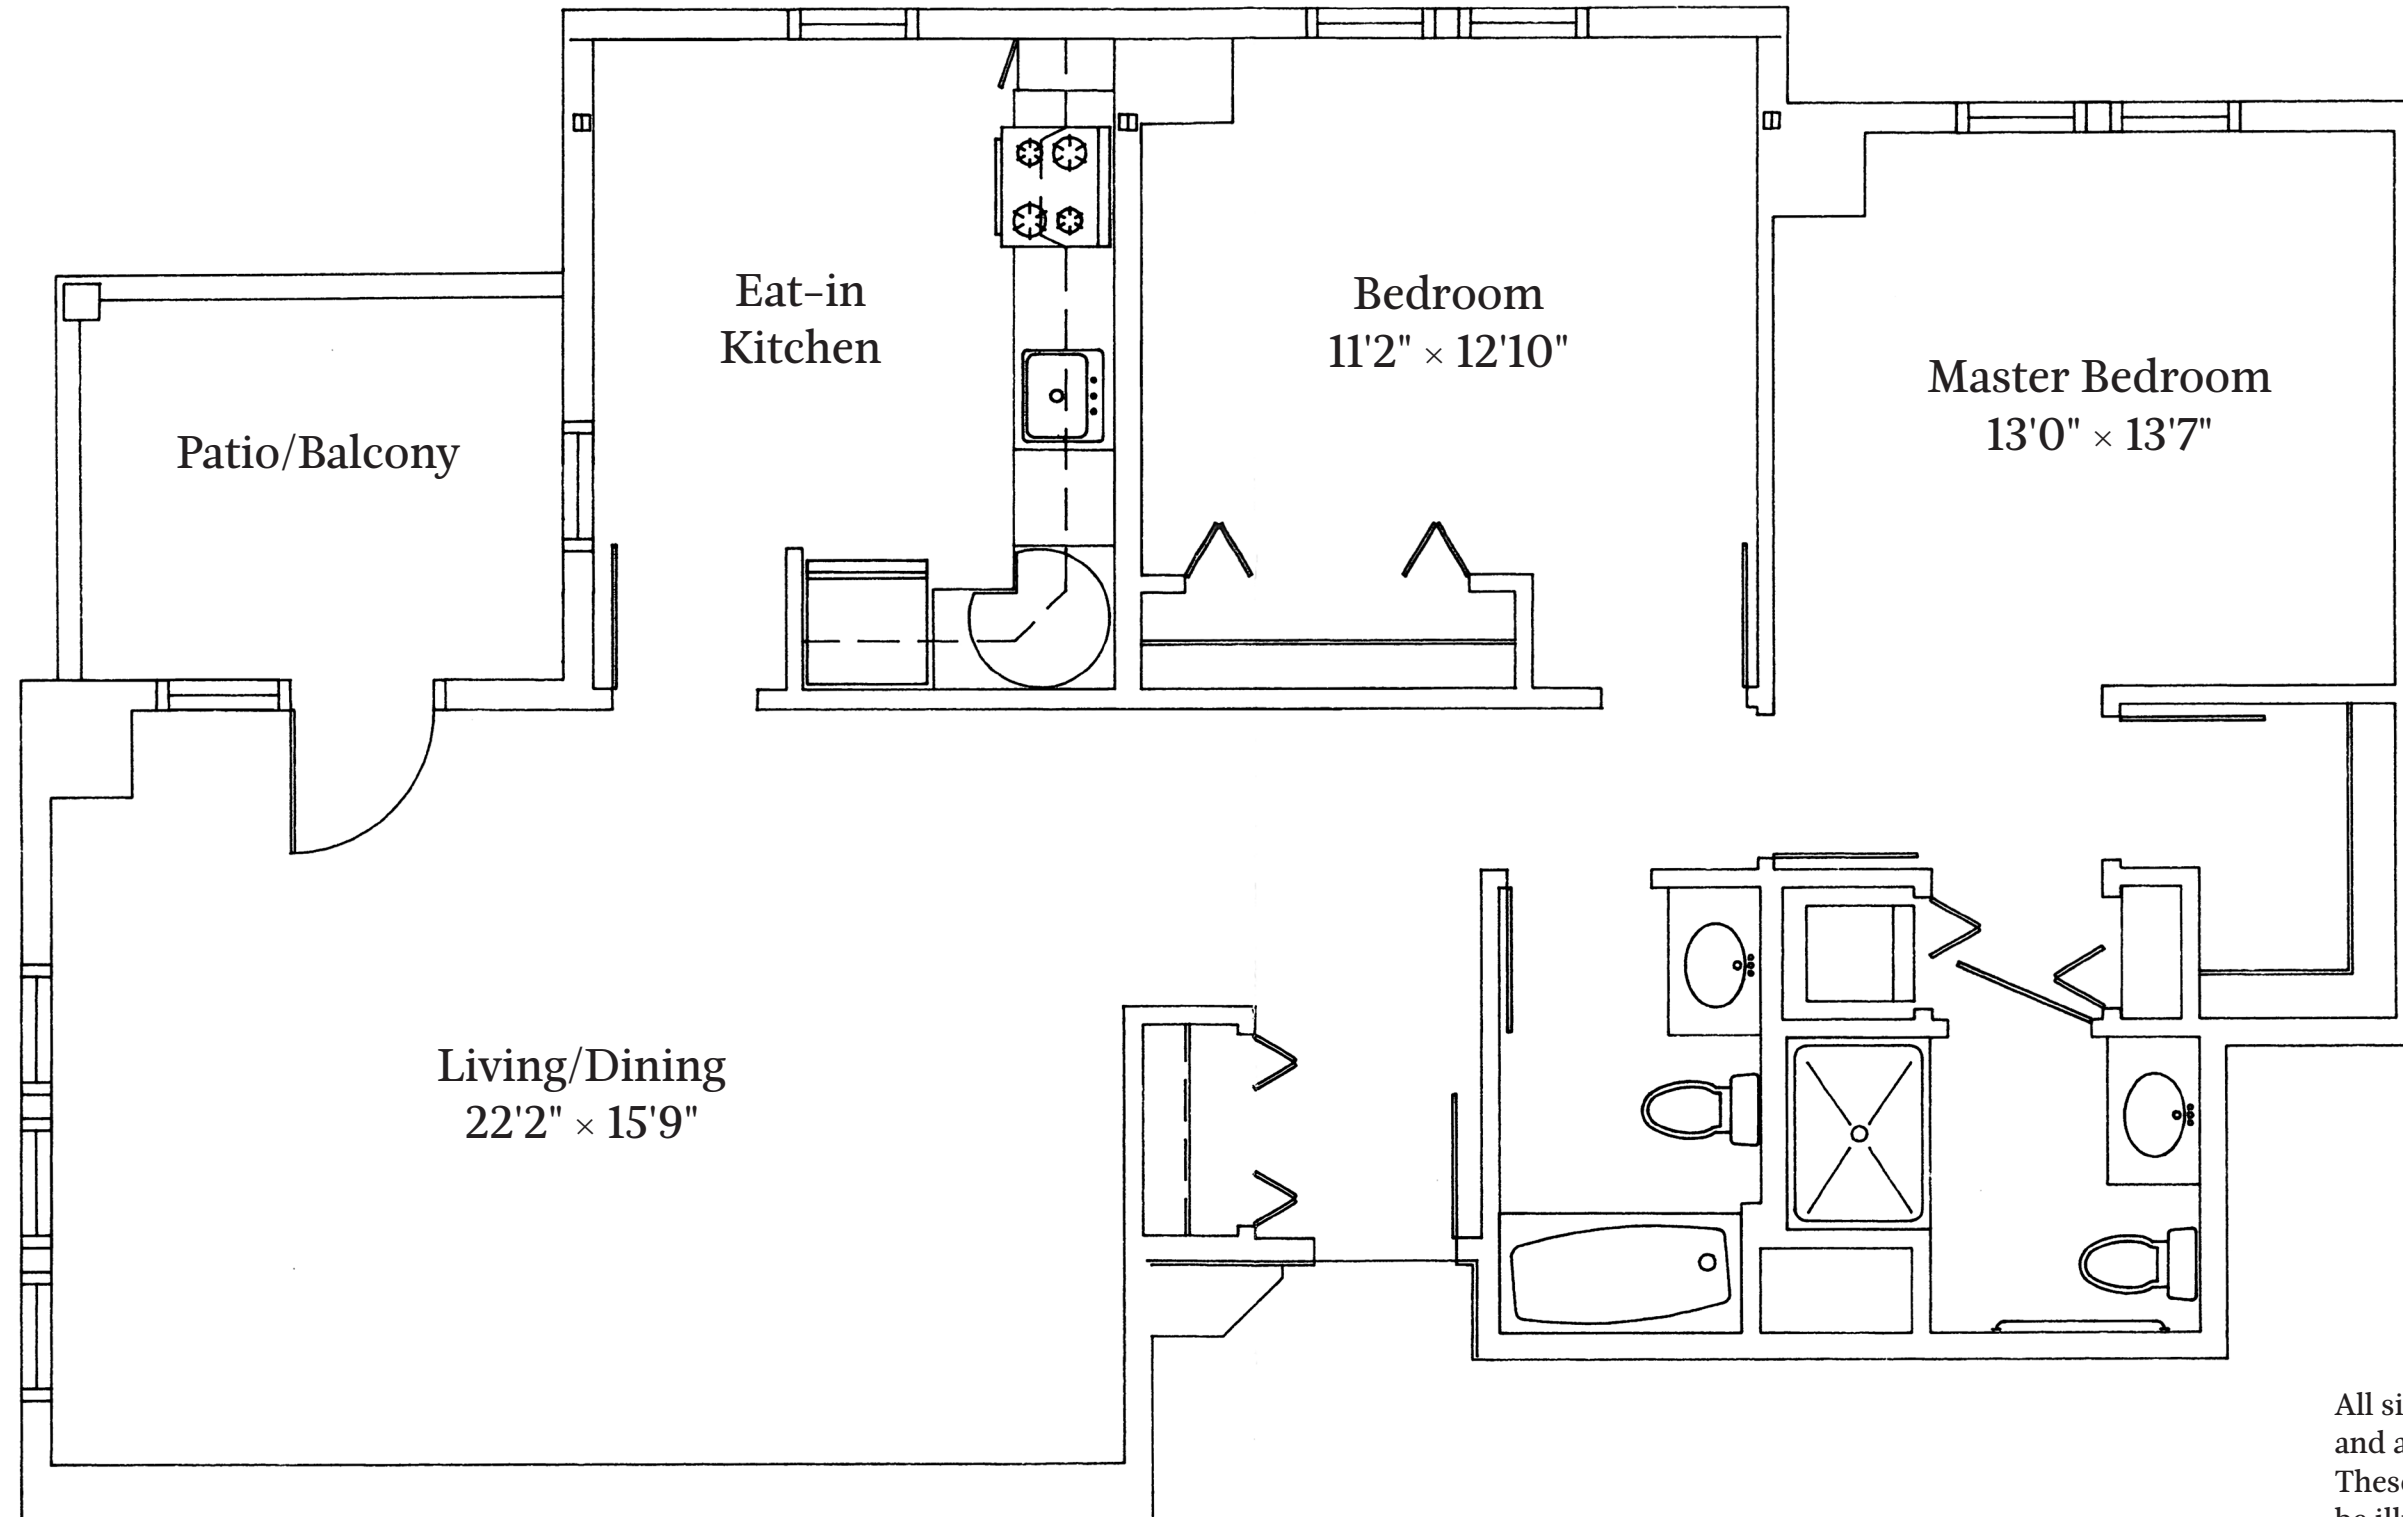 Eat-in
Kitchen
Bedroom
11'2" × 12'10"
Master Bedroom
13'0" × 13'7"
Patio/Balcony
Living/Dining
22'2" × 15'9"
All
and
These
be